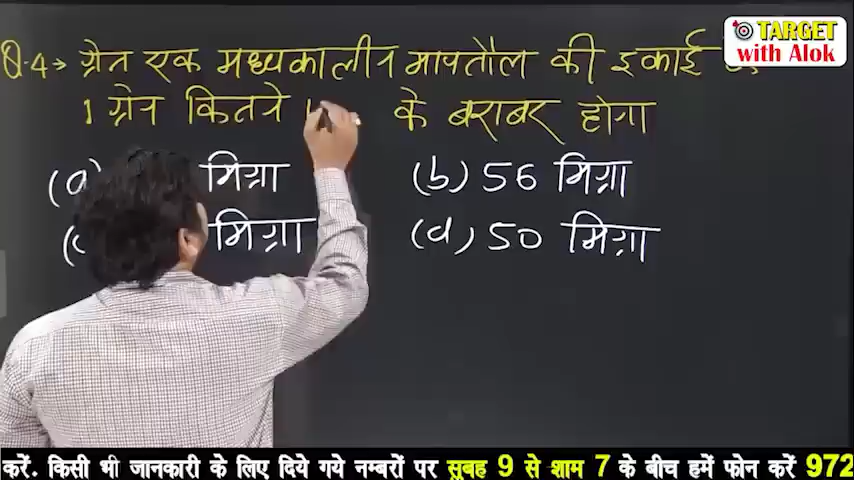 TARGET
with Alok
Q.4→ ग्रेन एक मध्यकालीन मापतौल की इकाई
1 ग्रेन कितने के बराबर होगा
(a) मिग्रा (b) 56 मिग्रा
(c मिग्रा (d) 50 मिग्रा
करें. किसी भी जानकारी के लिए दिये गये नम्बरों पर सुबह 9 से शाम 7 के बीच हमें फोन करें 972